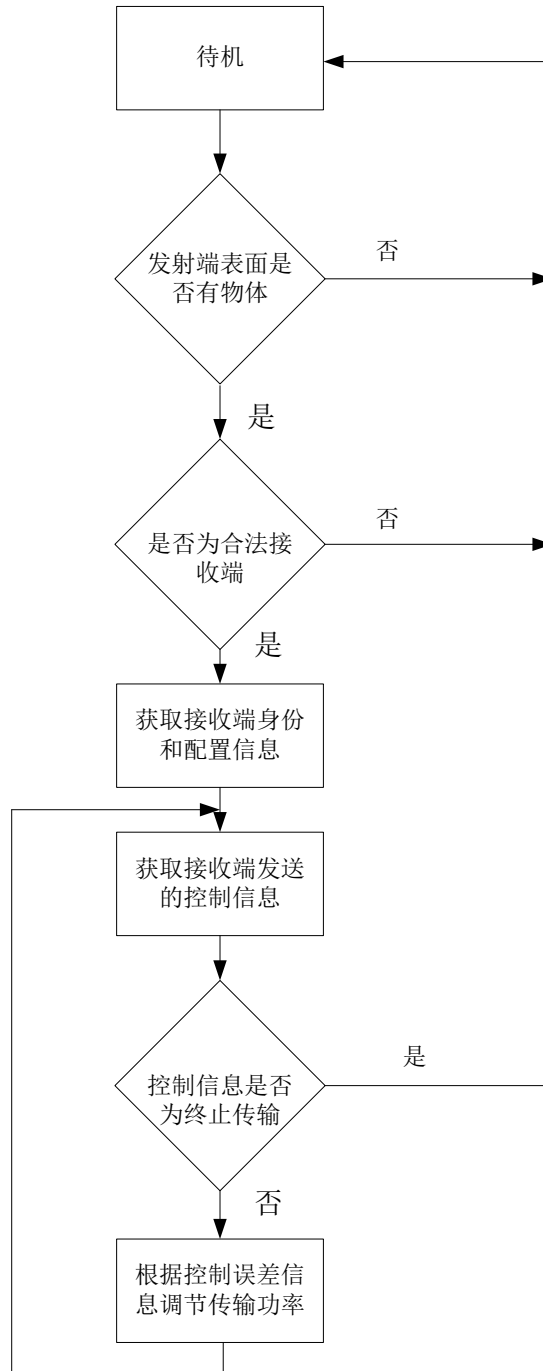 待机
发射端表面是
否有物体
否
是
是否为合法接
收端
否
是
获取接收端身份
和配置信息
获取接收端发送
的控制信息
控制信息是否
为终止传输
是
否
根据控制误差信
息调节传输功率